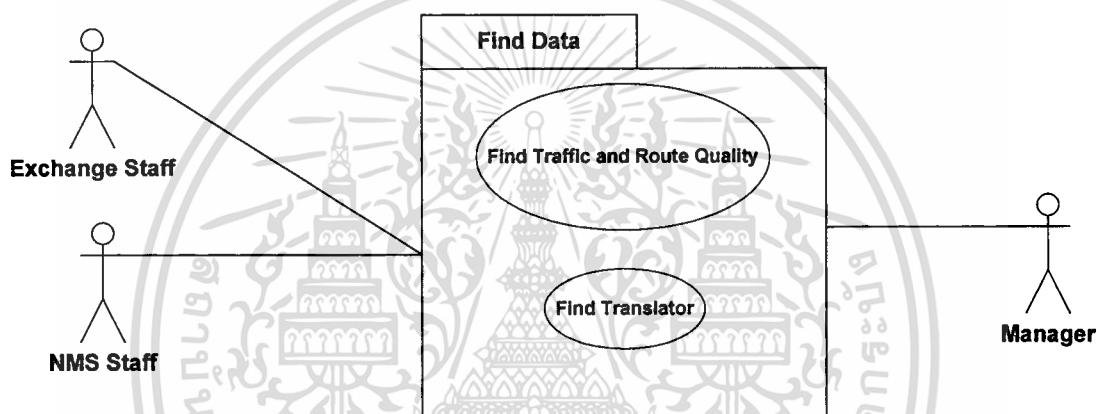 Find Data
Find Traffic and Route Quality
Exchange Staff
Find Translator
Manager
NMS Staff